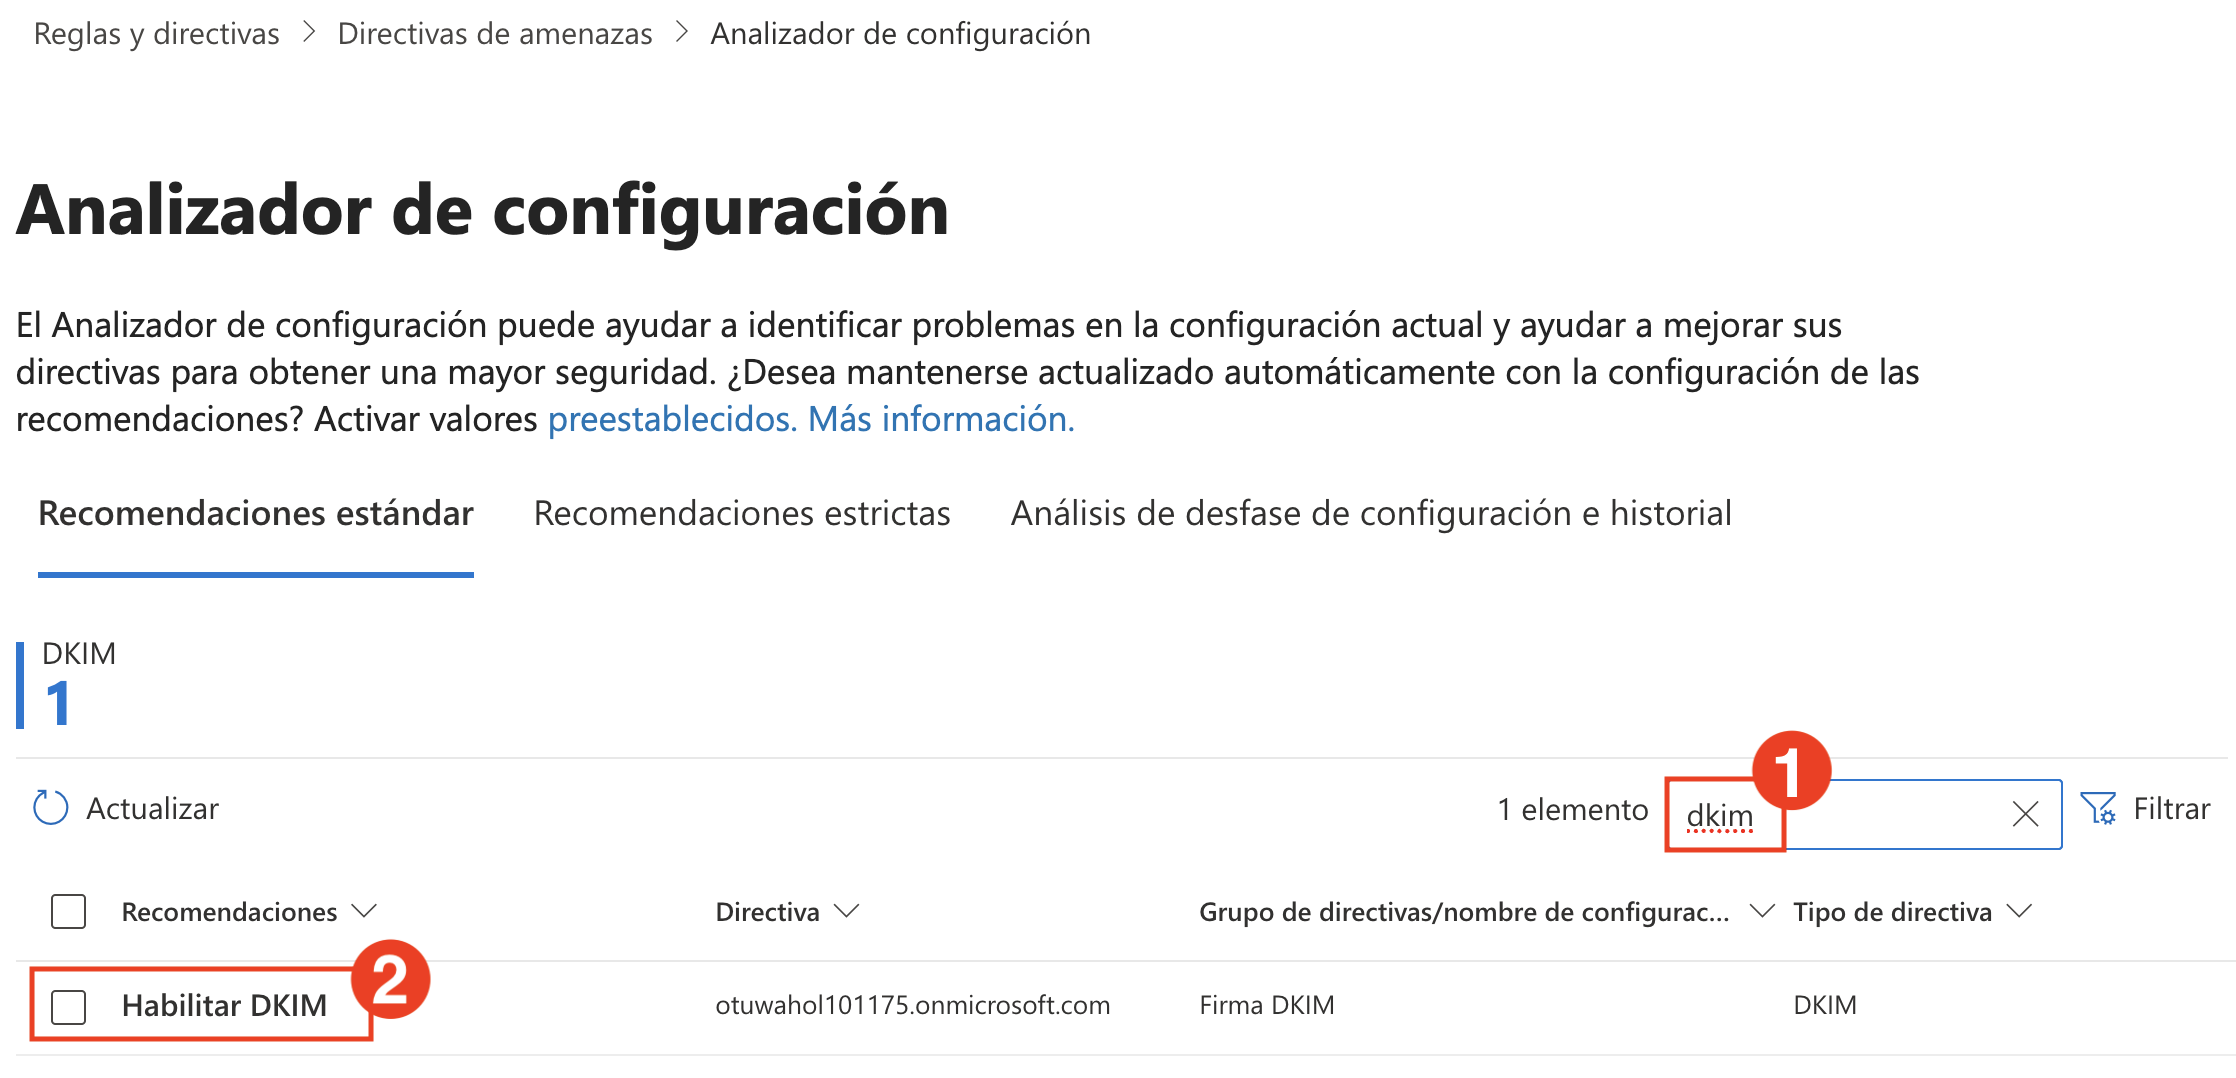 Reglas y directivas > Directivas de amenazas > Analizador de configuración
Analizador de configuración
El Analizador de configuración puede ayudar a identificar problemas en la configuración actual y ayudar a mejorar sus
directivas para obtener una mayor seguridad. ¿Desea mantenerse actualizado automáticamente con la configuración de las
recomendaciones? Activar valores preestablecidos. Más información.
Recomendaciones estándar Recomendaciones estrictas Análisis de desfase de configuración e historial
DKIM
1
1
Actualizar 1 elemento dkim Filtrar
Recomendaciones Directiva Grupo de directivas/nombre de configurac... Tipo de directiva
2
Habilitar DKIM otuwahol101175.onmicrosoft.com Firma DKIM DKIM